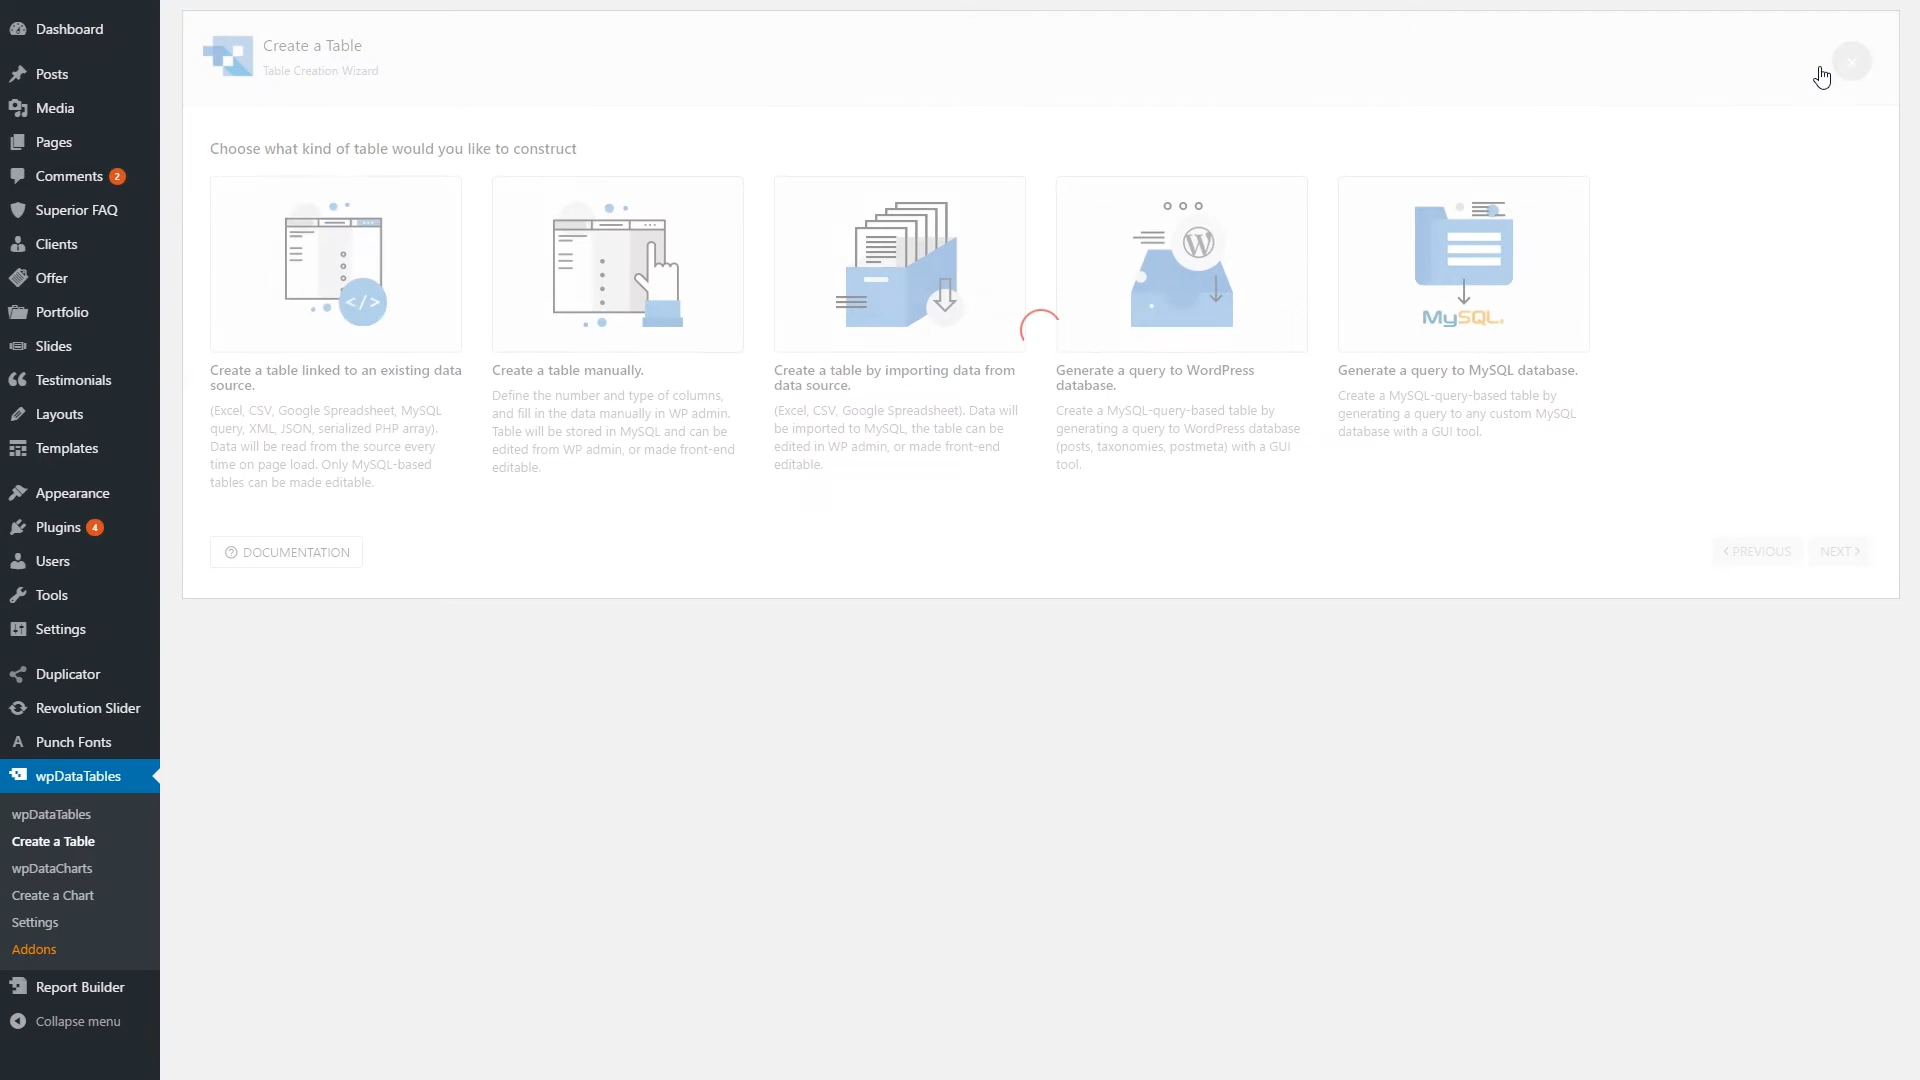 Dashboard
Posts
Media
Pages
Comments 2
Superior FAQ
Clients
Offer
Portfolio
Slides
Testimonials
Layouts
Templates
Appearance
Plugins 4
Users
Tools
Settings
Duplicator
Revolution Slider
Punch Fonts
wpDataTables
wpDataTables
Create a Table
wpDataCharts
Create a Chart
Settings
Addons
Report Builder
Collapse menu
Create a Table
Table Creation Wizard
Choose what kind of table would you like to construct
</>
Create a table linked to an existing data
source.
(Excel, CSV, Google Spreadsheet, MySQL
query, XML, JSON, serialized PHP array).
Data will be read from the source every
time on page load. Only MySQL-based
tables can be made editable.
Create a table manually.
Define the number and type of columns,
and fill in the data manually in WP admin.
Table will be stored in MySQL and can be
edited from WP admin, or made front-end
editable.
Create a table by importing data from
data source.
(Excel, CSV, Google Spreadsheet). Data will
be imported to MySQL, the table can be
edited in WP admin, or made front-end
editable.
Generate a query to WordPress
database.
Create a MySQL-query-based table by
generating a query to WordPress database
(posts, taxonomies, postmeta) with a GUI
tool.
MySQL.
Generate a query to MySQL database.
Create a MySQL-query-based table by
generating a query to any custom MySQL
database with a GUI tool.
DOCUMENTATION
PREVIOUS
NEXT